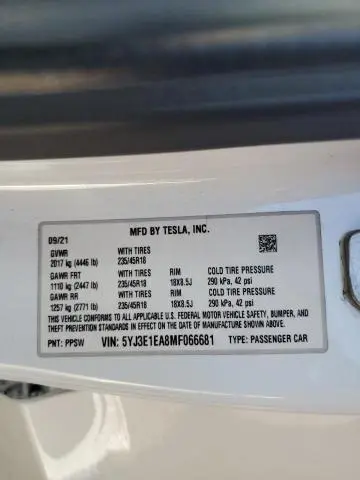 MFD BY TESLA, INC.
09/21
GVWR WITH TIRES
2017 kg (4446 lb) 235/45R18
GAWR FRT WITH TIRES RIM COLD TIRE PRESSURE
1110 kg (2447 lb) 235/45R18 18X8.5J 290 kPa, 42 psi
GAWR RR WITH TIRES RIM COLD TIRE PRESSURE
1257 kg (2771 lb) 235/45R18 18X8.5J 290 kPa, 42 psi
THIS VEHICLE CONFORMS TO ALL APPLICABLE U.S. FEDERAL MOTOR VEHICLE SAFETY, BUMPER, AND
THEFT PREVENTION STANDARDS IN EFFECT ON THE DATE OF MANUFACTURE SHOWN ABOVE.
PNT: PPSW VIN: 5YJ3E1EA8MF066681 TYPE: PASSENGER CAR